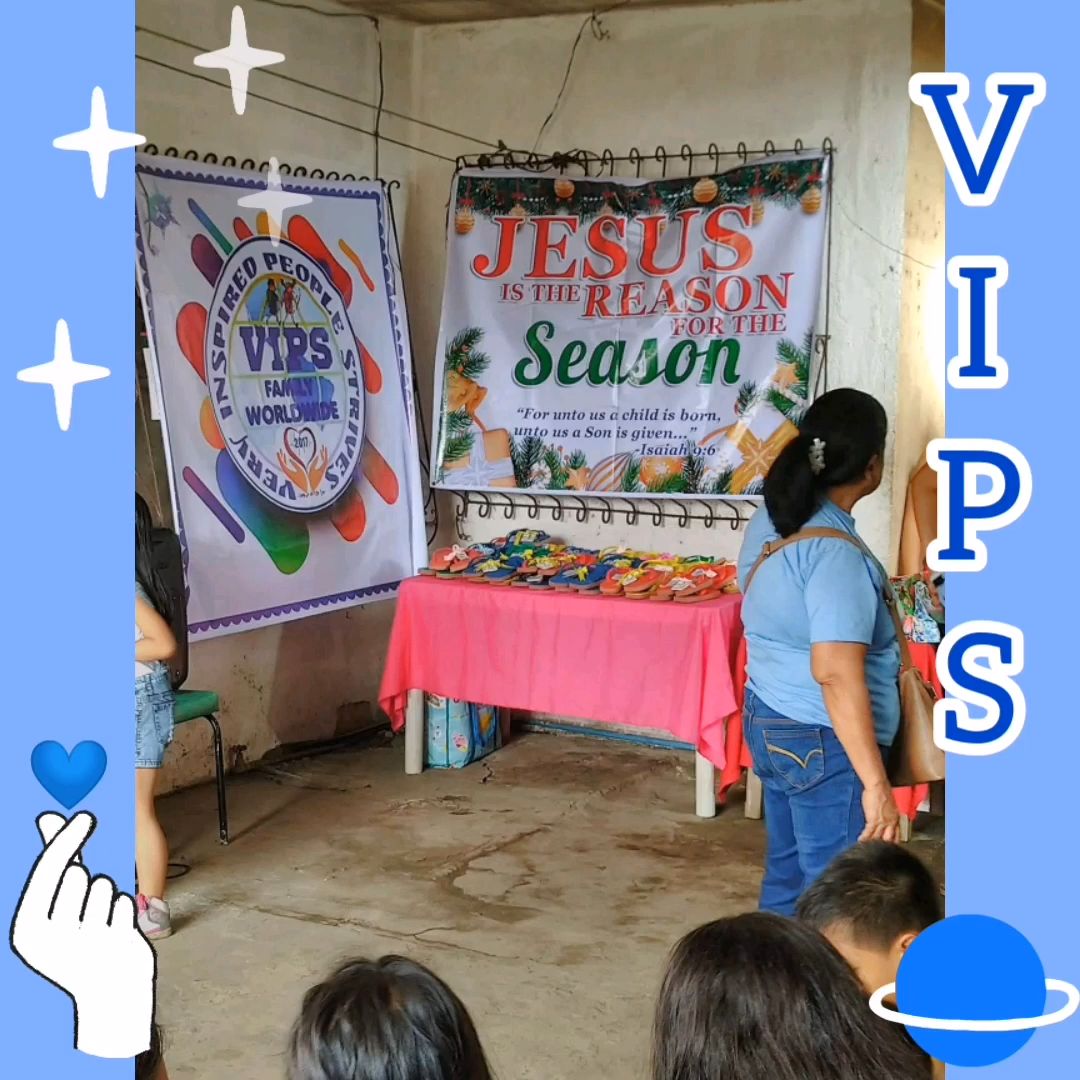 VERY INSPIRED PEOPLE STRIVES
VIPS
FAMILY
WORLDWIDE
2017
JESUS
IS THE REASON
FOR THE
Season
“For unto us a child is born,
unto us a Son is given...”
-Isaiah 9:6
V
I
P
S